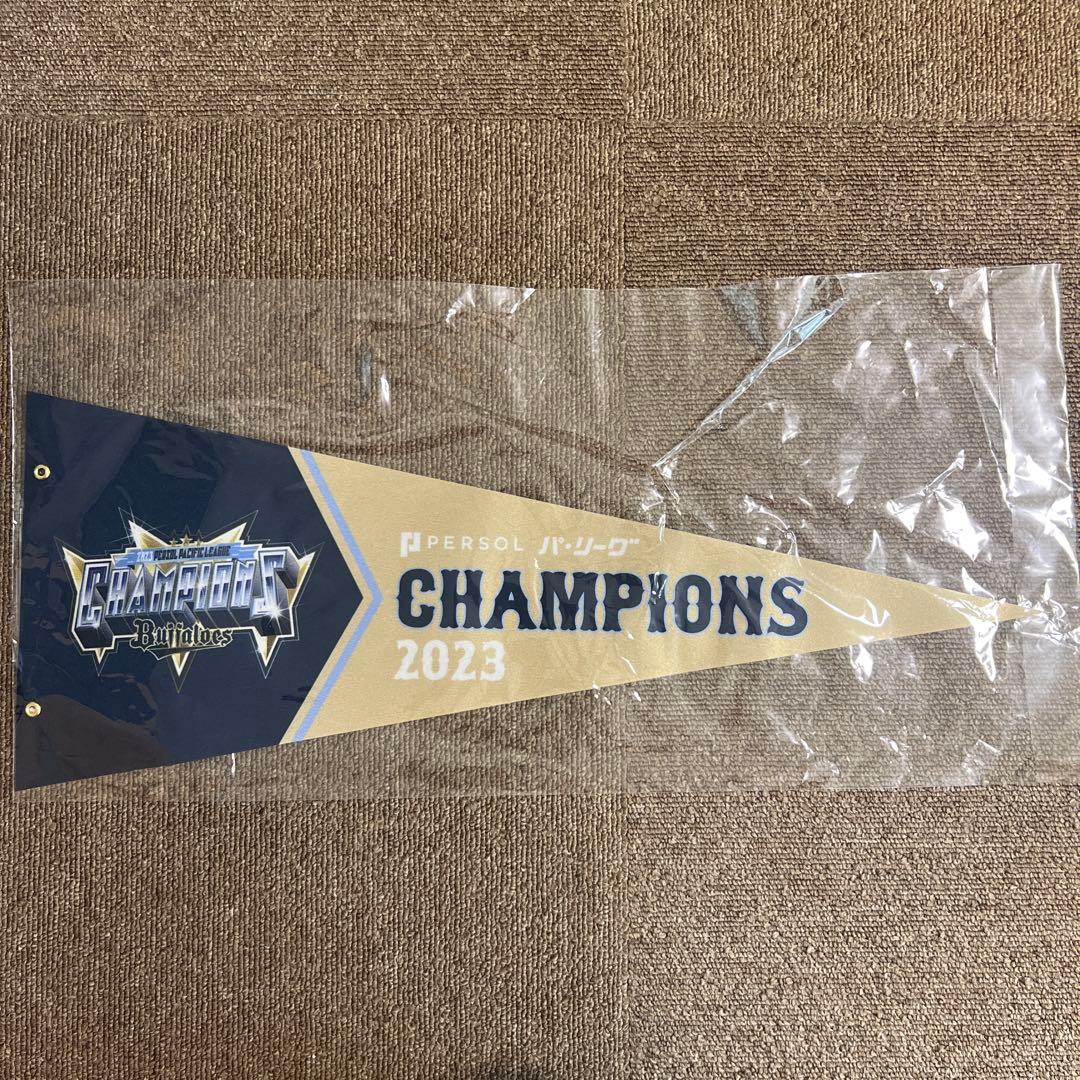 2023 PERSOL PACIFIC LEAGUE
CHAMPIONS
Buffaloes
PERSOL パ・リーグ
CHAMPIONS
2023